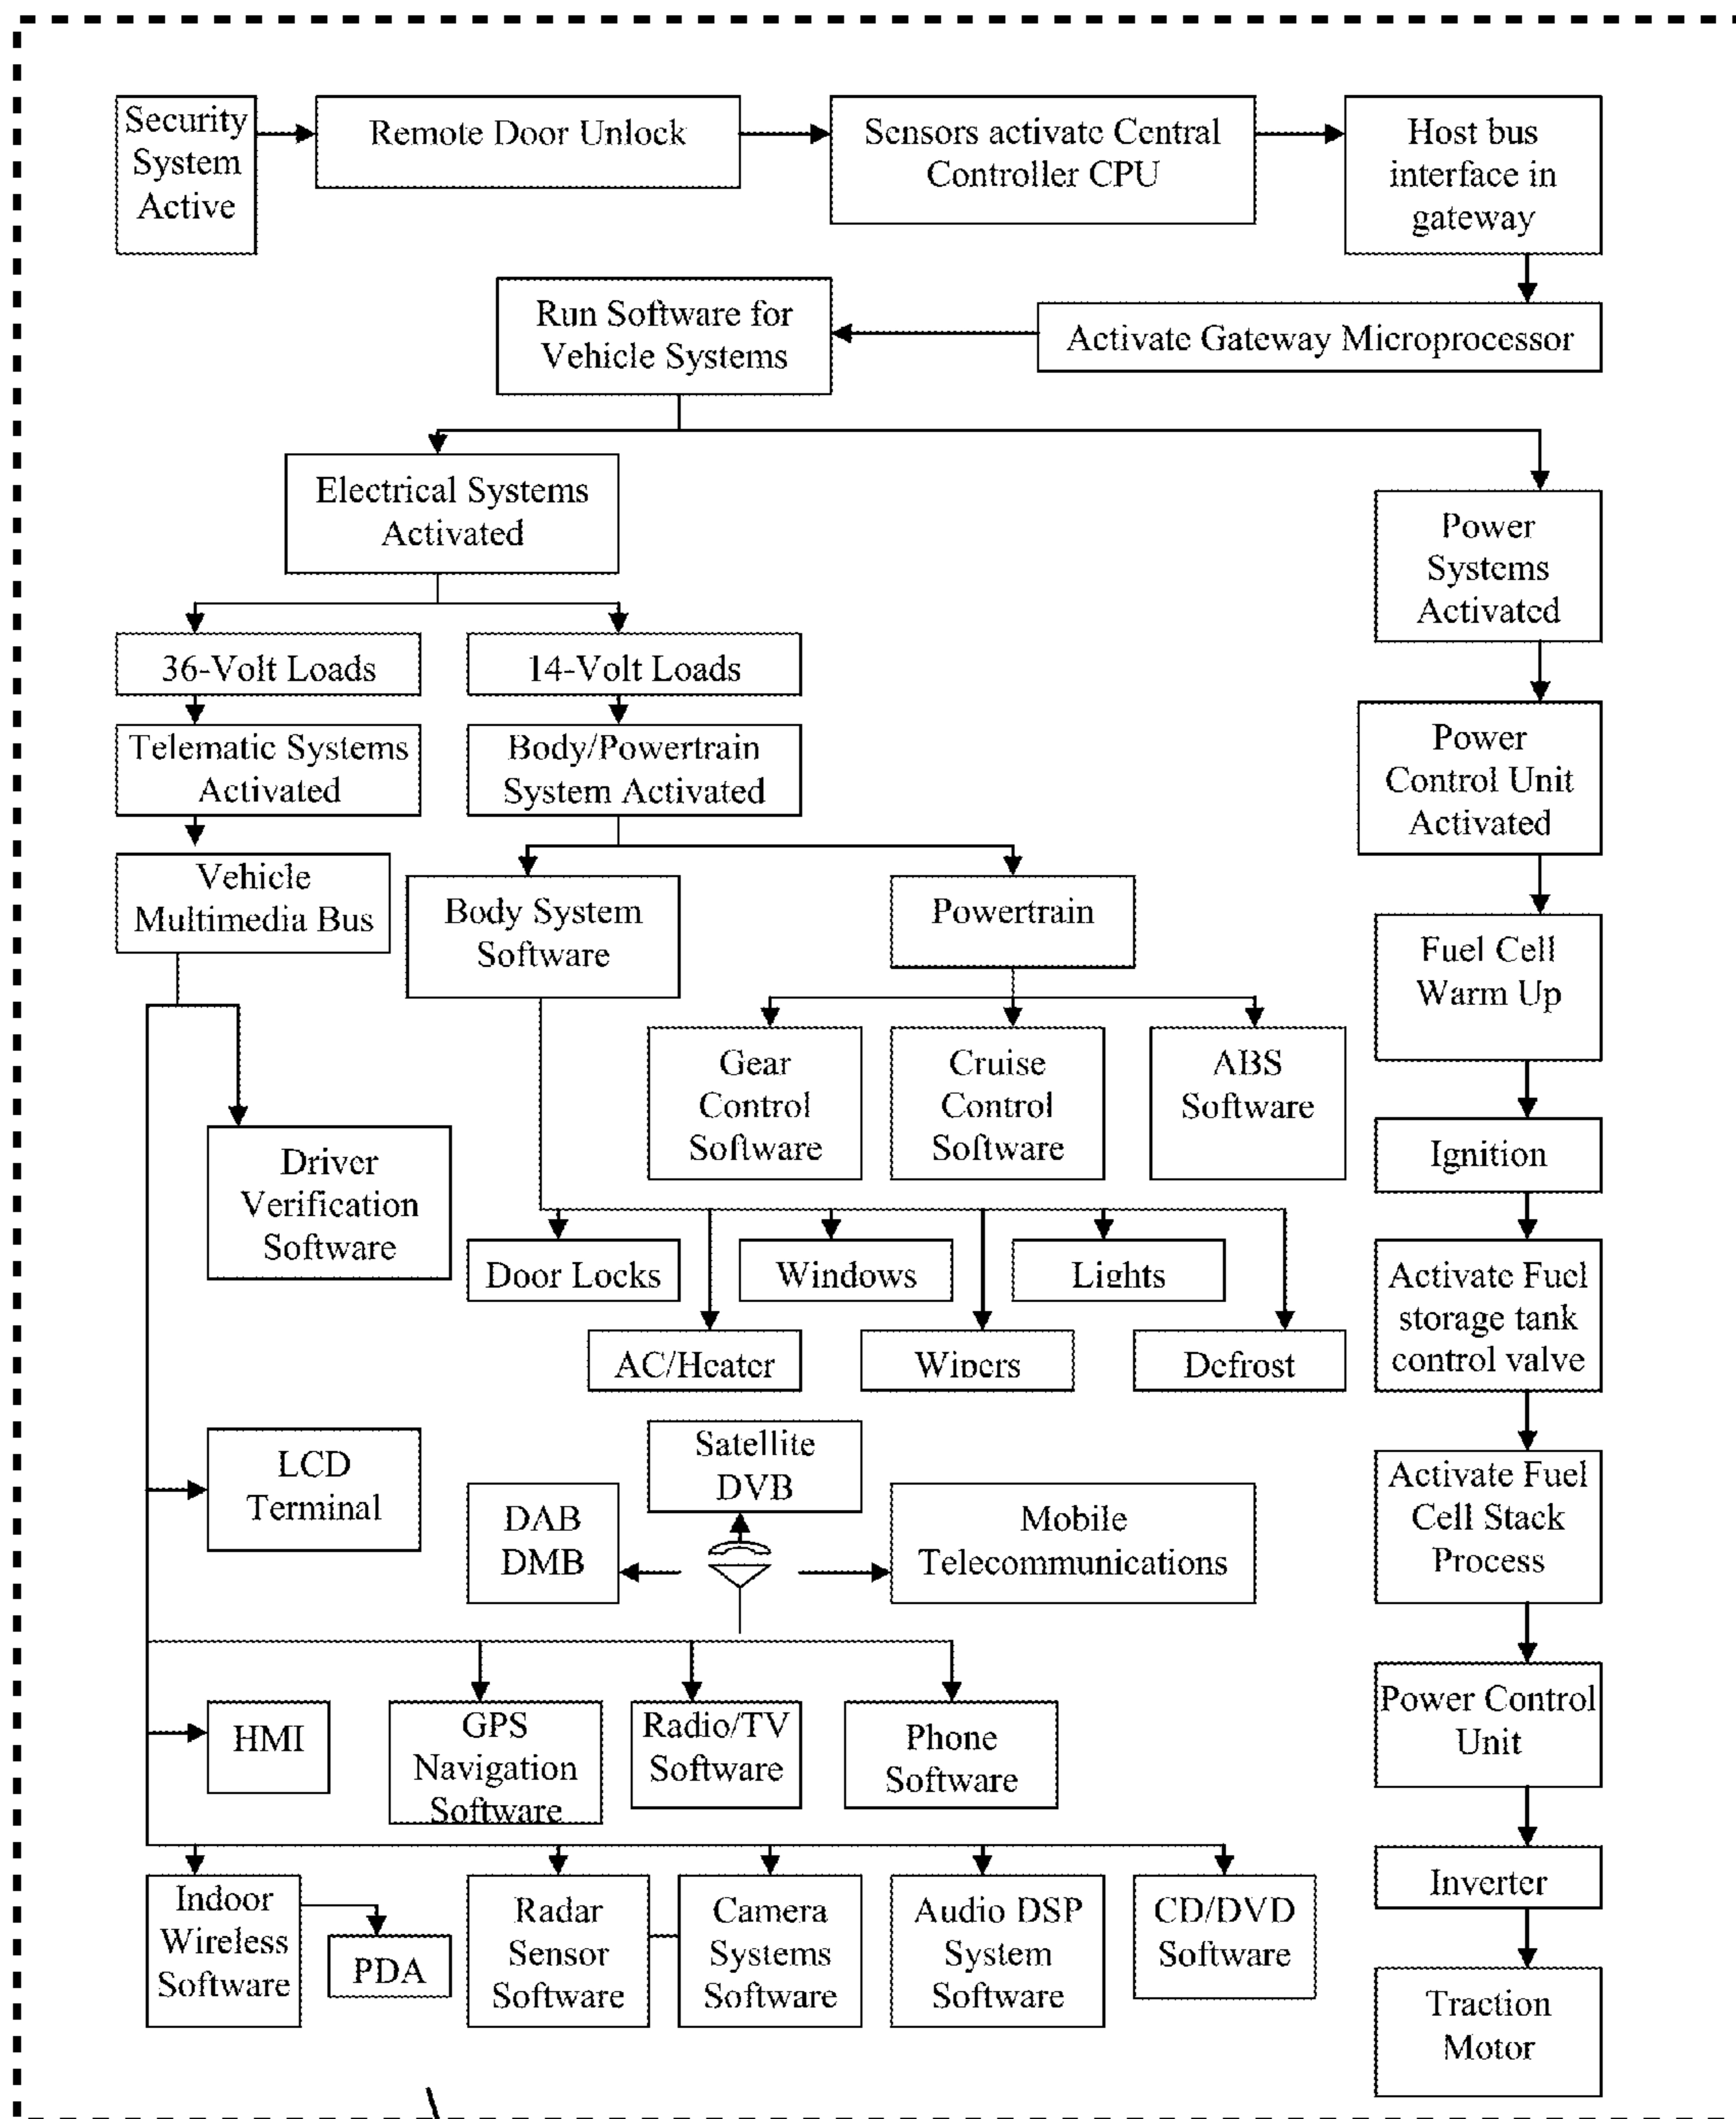 Security
System
Active
Remote Door Unlock
Sensors activate Central
Controller CPU
Host bus
interface in
gateway
Run Software for
Vehicle Systems
Activate Gateway Microprocessor
Electrical Systems
Activated
Power
Systems
Activated
36-Volt Loads
14-Volt Loads
Telematic Systems
Activated
Body/Powertrain
System Activated
Power
Control Unit
Activated
Vehicle
Multimedia Bus
Body System
Software
Powertrain
Fuel Cell
Warm Up
Gear
Control
Software
Cruise
Control
Software
ABS
Software
Ignition
Driver
Verification
Software
Door Locks
Windows
Lights
AC/Heater
Wipers
Defrost
Activate Fuel
storage tank
control valve
LCD
Terminal
Satellite
DVB
DAB
DMB
Mobile
Telecommunications
Activate Fuel
Cell Stack
Process
HMI
GPS
Navigation
Software
Radio/TV
Software
Phone
Software
Power Control
Unit
Inverter
Indoor
Wireless
Software
PDA
Radar
Sensor
Software
Camera
Systems
Software
Audio DSP
System
Software
CD/DVD
Software
Traction
Motor